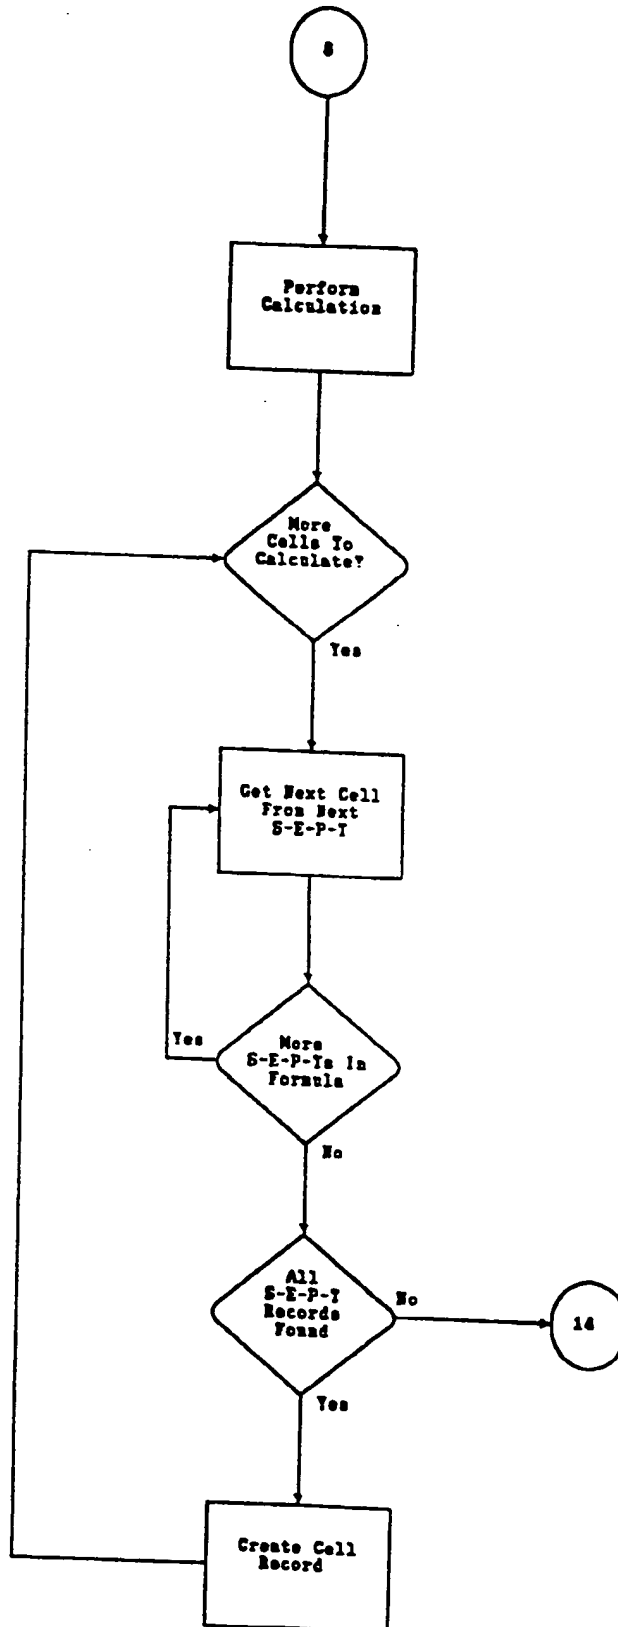 8
Perform
Calculation
More
Cells To
Calculate?
Yes
Get Next Cell
From Next
S-E-P-T
Yes
More
S-E-P-Ts In
Formula
No
All
S-E-P-T
Records
Found
No
14
Yes
Create Cell
Record